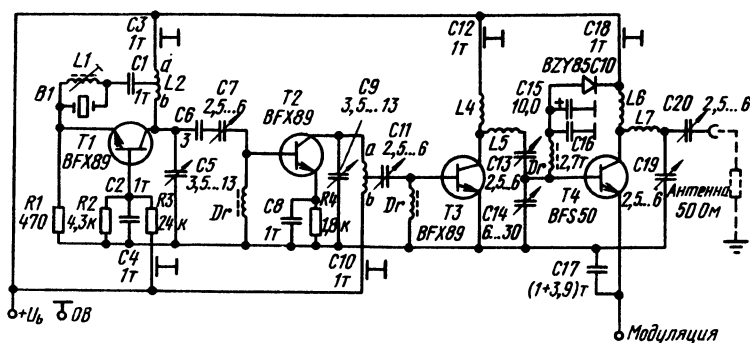 C3
1т
C12
1т
C18
1т
BZY85C10
L1
C1
1т
a
L2
b
B1
C6
3
C7
2,5...6
T2
BFX89
C9
3,5...13
a
b
C11
2,5...6
L4
C15
10,0
+
L6
L7
C20
2,5...6
T1
BFX89
C5
3,5...13
L5
C13
2,5...6
Dr
C16
2,7т
T4
BFS50
C19
2,5...6
Антенна
50 Ом
R1
470
R2
4,3к
C2
1т
R3
24к
Dr
C8
1т
R4
1,8к
Dr
T3
BFX89
C14
6...30
C4
1т
C10
1т
C17
(1+3,9)т
+Ub
0B
Модуляция